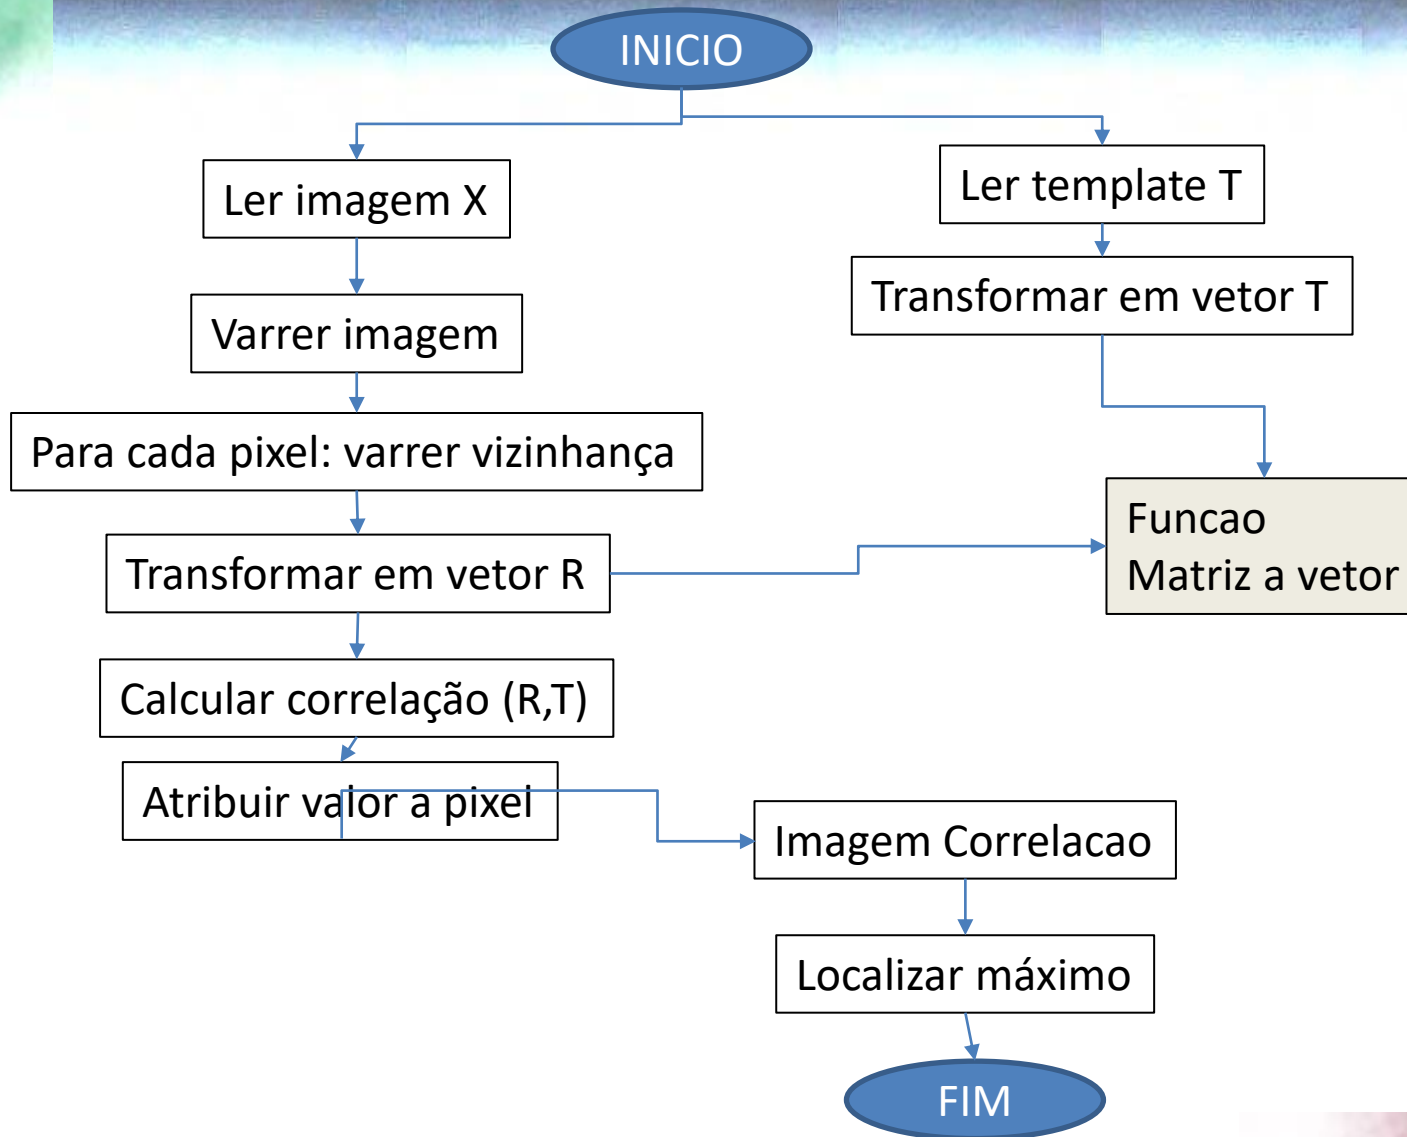 INICIO
Ler imagem X
Ler template T
Transformar em vetor T
Varrer imagem
Para cada pixel: varrer vizinhança
Transformar em vetor R
Funcao
Matriz a vetor
Calcular correlação (R,T)
Atribuir valor a pixel
Imagem Correlacao
Localizar máximo
FIM